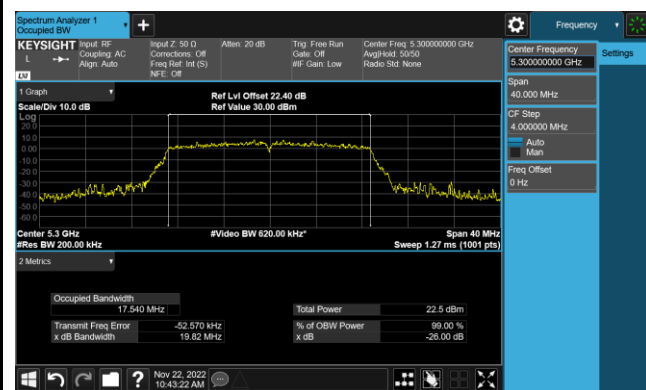 Spectrum Analyzer 1
Occupied BW
Frequency
KEYSIGHT
L
LXI
Input: RF
Coupling: AC
Align: Auto
Input Z: 50 Ω
Corrections: Off
Freq Ref: Int (S)
NFE: Off
Atten: 20 dB
Trig: Free Run
Gate: Off
#IF Gain: Low
Center Freq: 5.300000000 GHz
Avg|Hold: 50/50
Radio Std: None
Center Frequency
5.300000000 GHz
Settings
Span
40.000 MHz
CF Step
4.000000 MHz
Auto
Man
Freq Offset
0 Hz
1 Graph
Scale/Div 10.0 dB
Ref Lvl Offset 22.40 dB
Ref Value 30.00 dBm
Log
20.0
10.0
0.00
-10.0
-20.0
-30.0
-40.0
-50.0
-60.0
Center 5.3 GHz
#Res BW 200.00 kHz
#Video BW 620.00 kHz*
Span 40 MHz
Sweep 1.27 ms (1001 pts)
2 Metrics
Occupied Bandwidth
17.540 MHz
Total Power 22.5 dBm
Transmit Freq Error -52.570 kHz
% of OBW Power 99.00 %
x dB Bandwidth 19.82 MHz
x dB -26.00 dB
?
Nov 22, 2022
10:43:22 AM